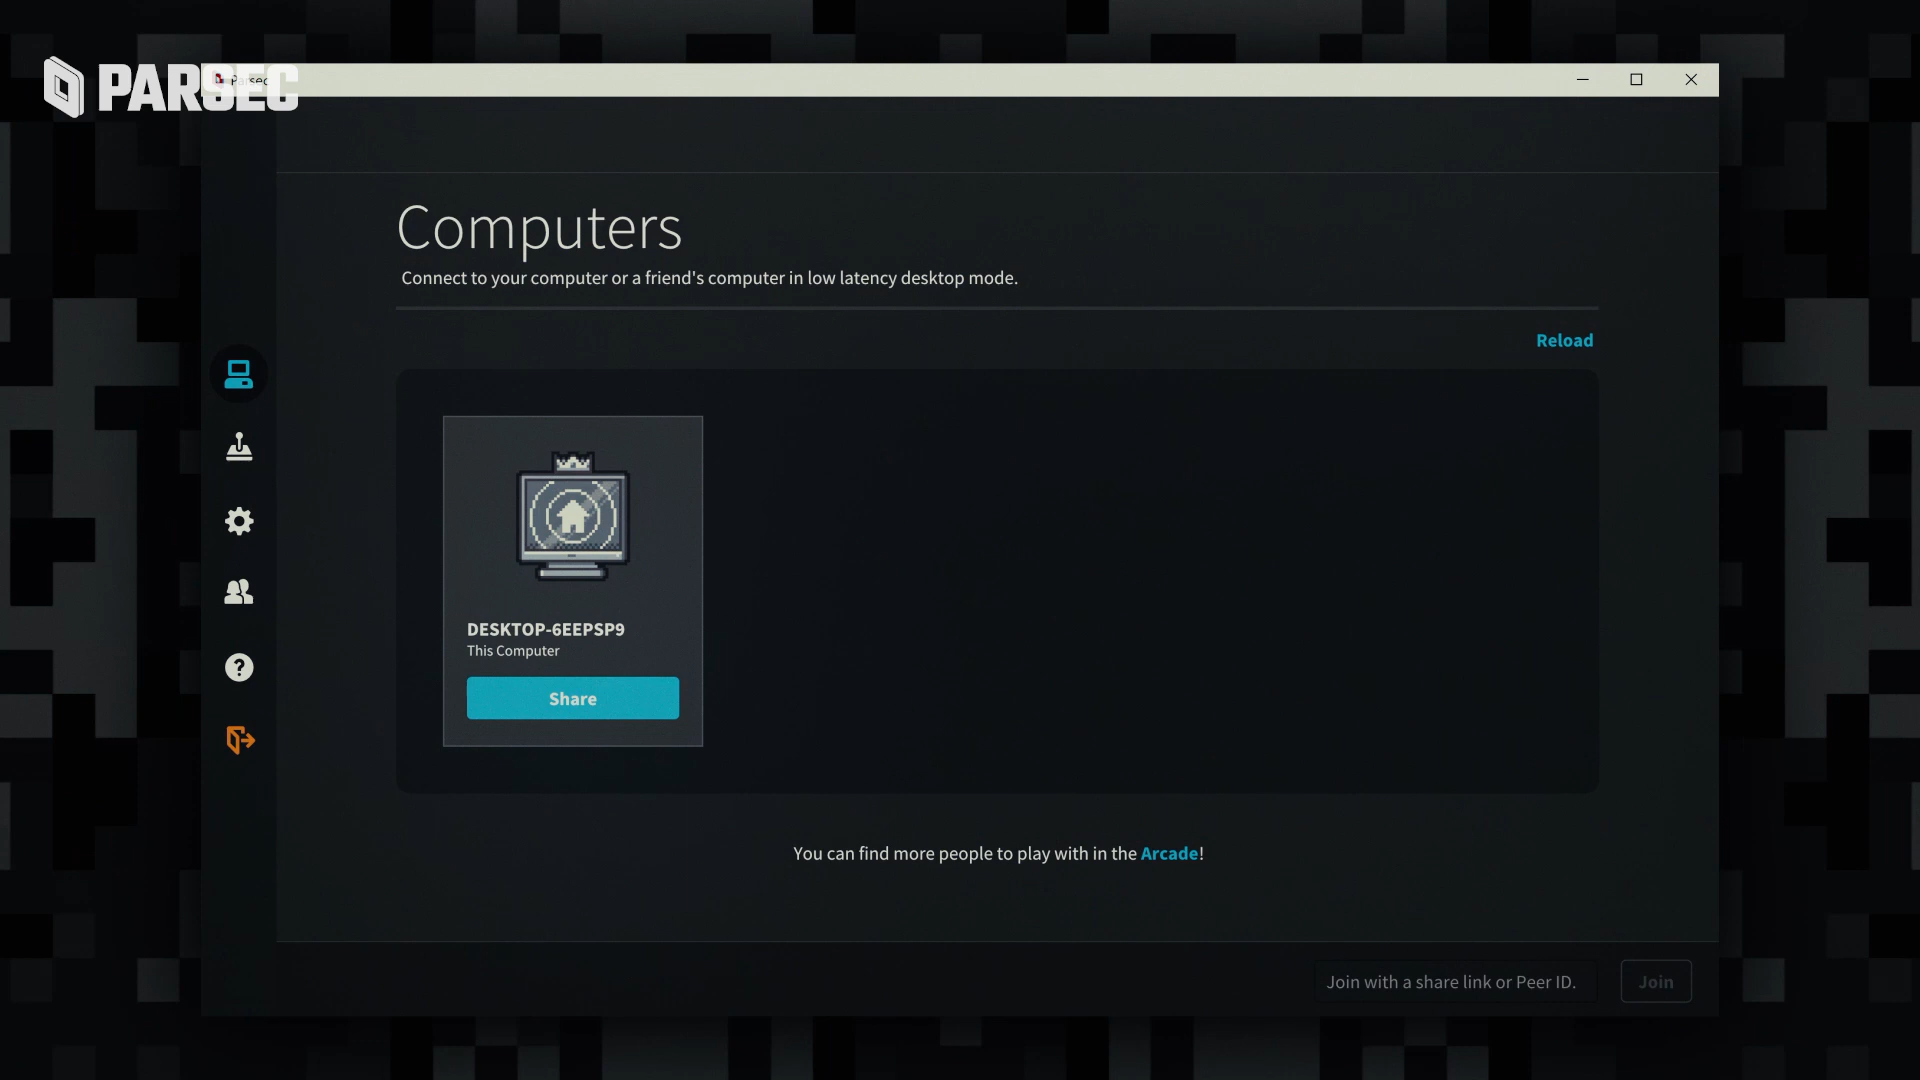 PARSEC
Parsec
Computers
Connect to your computer or a friend's computer in low latency desktop mode.
Reload
DESKTOP-6EEPSP9
This Computer
Share
You can find more people to play with in the Arcade!
Join with a share link or Peer ID.
Join